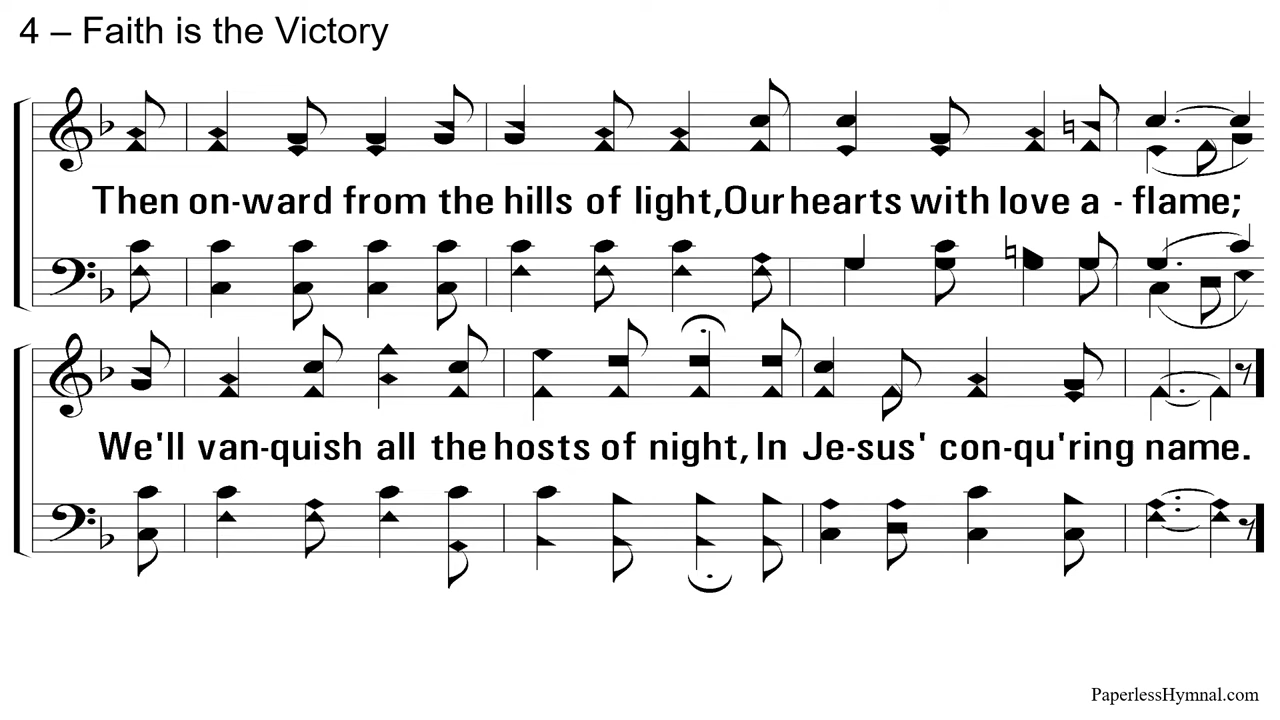 4 – Faith is the Victory
Then on-ward from the hills of light, Our hearts with love a - flame;
We'll van-quish all the hosts of night, In Je-sus' con-qu'ring name.
PaperlessHymnal.com